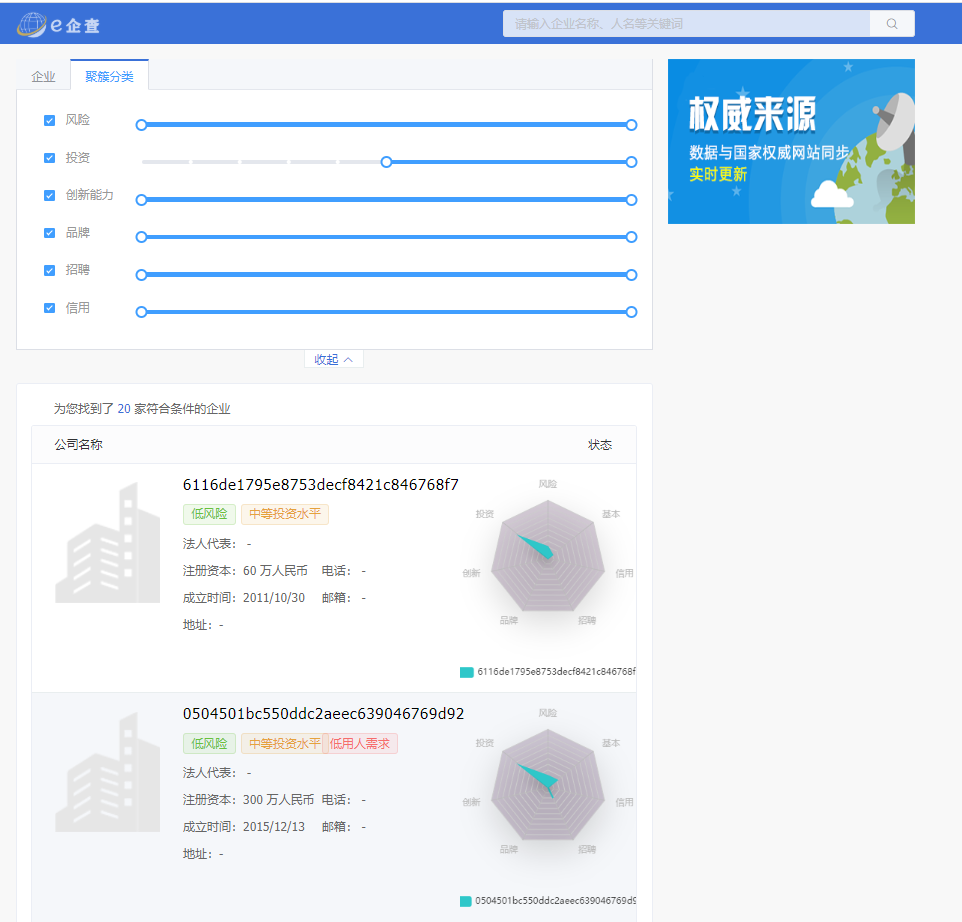 e企查
请输入企业名称、人名等关键词
企业
聚簇分类
风险
投资
创新能力
品牌
招聘
信用
收起
权威来源
数据与国家权威网站同步
实时更新
为您找到了 20 家符合条件的企业
公司名称
状态
6116de1795e8753decf8421c846768f7
低风险
中等投资水平
法人代表： -
注册资本：60 万人民币
电话： -
成立时间：2011/10/30
邮箱： -
地址：-
风险
投资
基本
创新
信用
品牌
招聘
6116de1795e8753decf8421c846768f
0504501bc550ddc2aeec639046769d92
低风险
中等投资水平
低用人需求
法人代表： -
注册资本：300 万人民币
电话： -
成立时间：2015/12/13
邮箱： -
地址：-
风险
投资
基本
创新
信用
品牌
招聘
0504501bc550ddc2aeec639046769d9